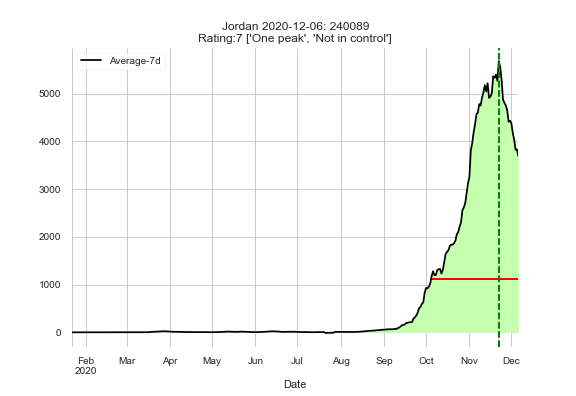 Jordan 2020-12-06: 240089
Rating:7 ['One peak', 'Not in control']
Average-7d
5000
4000
3000
2000
1000
0
Feb Mar Apr May Jun Jul Aug Sep Oct Nov Dec
2020
Date